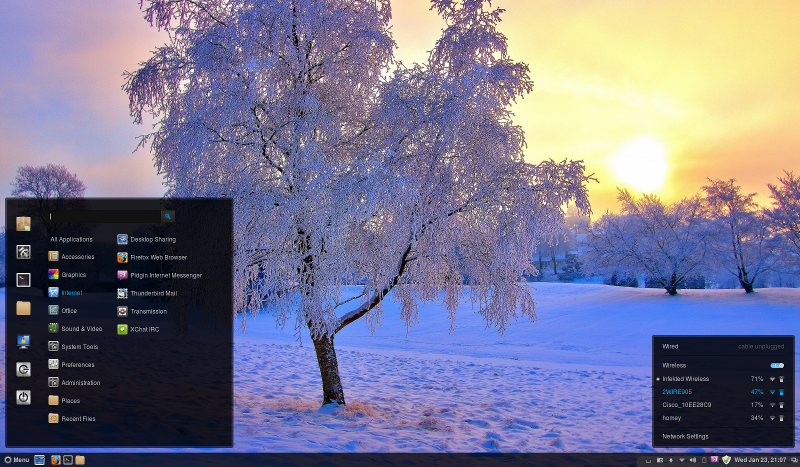 All Applications
Accessories
Graphics
Internet
Office
Sound & Video
System Tools
Preferences
Administration
Places
Recent Files
Desktop Sharing
Firefox Web Browser
Pidgin Internet Messenger
Thunderbird Mail
Transmission
XChat IRC
Wired cable unplugged
Wireless
Infekted Wireless 71%
2WIRE905 47%
Cisco_10EE28C9 17%
homey 34%
Network Settings
Menu
Wed Jan 23, 21:07